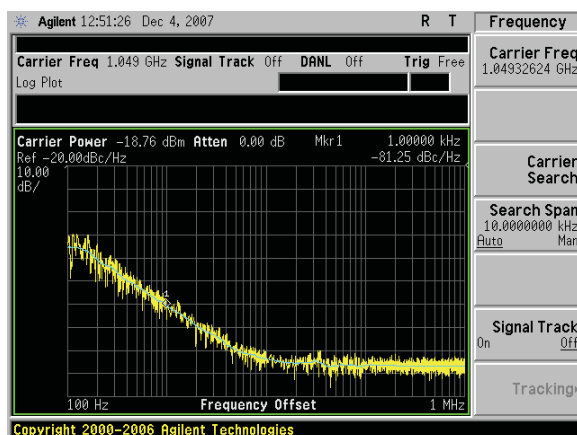 Agilent 12:51:26 Dec 4, 2007 R T
Frequency
Carrier Freq 1.049 GHz Signal Track Off DANL Off Trig Free
Log Plot
Carrier Freq
1.04932624 GHz
Carrier Power -18.76 dBm Atten 0.00 dB Mkr1 1.00000 kHz
Ref -20.00dBc/Hz -81.25 dBc/Hz
10.00
dB/
Carrier
Search
Search Span
10.0000000 kHz
Auto Man
Signal Track
On Off
Tracking
100 Hz Frequency Offset 1 MHz
Copyright 2000-2006 Agilent Technologies